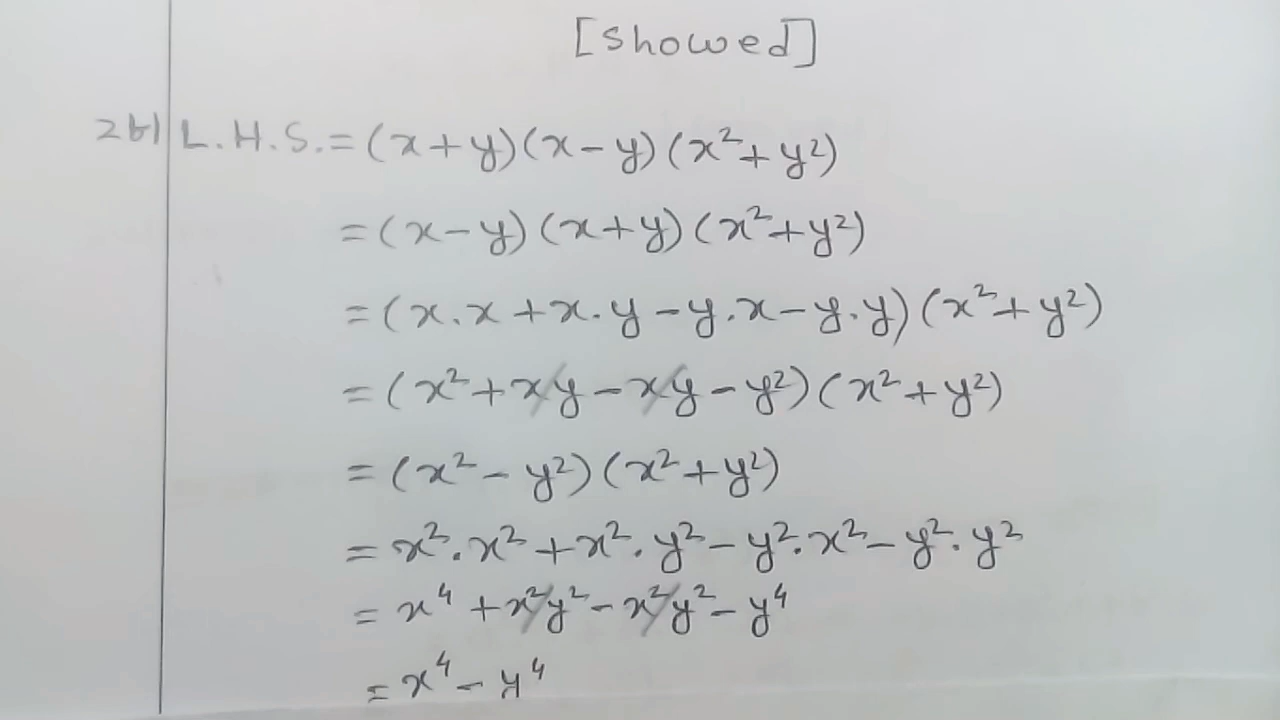 [Showed]
2b) L.H.S. = (x+y)(x-y)(x²+y²)
= (x-y)(x+y)(x²+y²)
= (x.x+x.y-y.x-y.y)(x²+y²)
= (x²+xy-xy-y²)(x²+y²)
= (x²-y²)(x²+y²)
= x².x²+x².y²-y².x²-y².y²
= x⁴+x²y²-x²y²-y⁴
= x⁴-y⁴